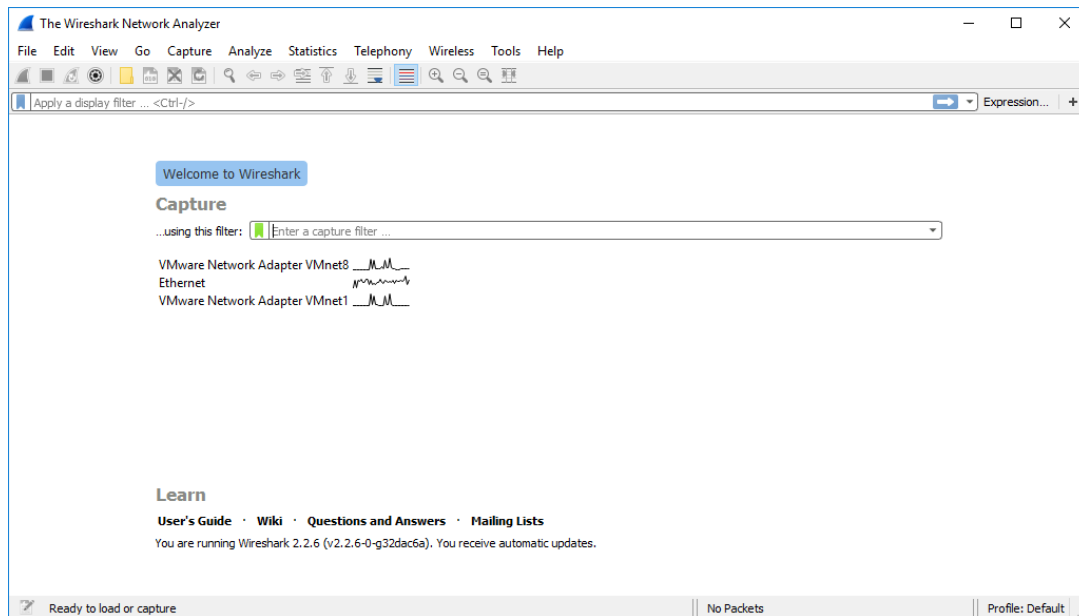 The Wireshark Network Analyzer
File Edit View Go Capture Analyze Statistics Telephony Wireless Tools Help
Apply a display filter ... <Ctrl-/> Expression... +
Welcome to Wireshark
Capture
...using this filter: Enter a capture filter ...
VMware Network Adapter VMnet8
Ethernet
VMware Network Adapter VMnet1
Learn
User's Guide · Wiki · Questions and Answers · Mailing Lists
You are running Wireshark 2.2.6 (v2.2.6-0-g32dac6a). You receive automatic updates.
Ready to load or capture No Packets Profile: Default